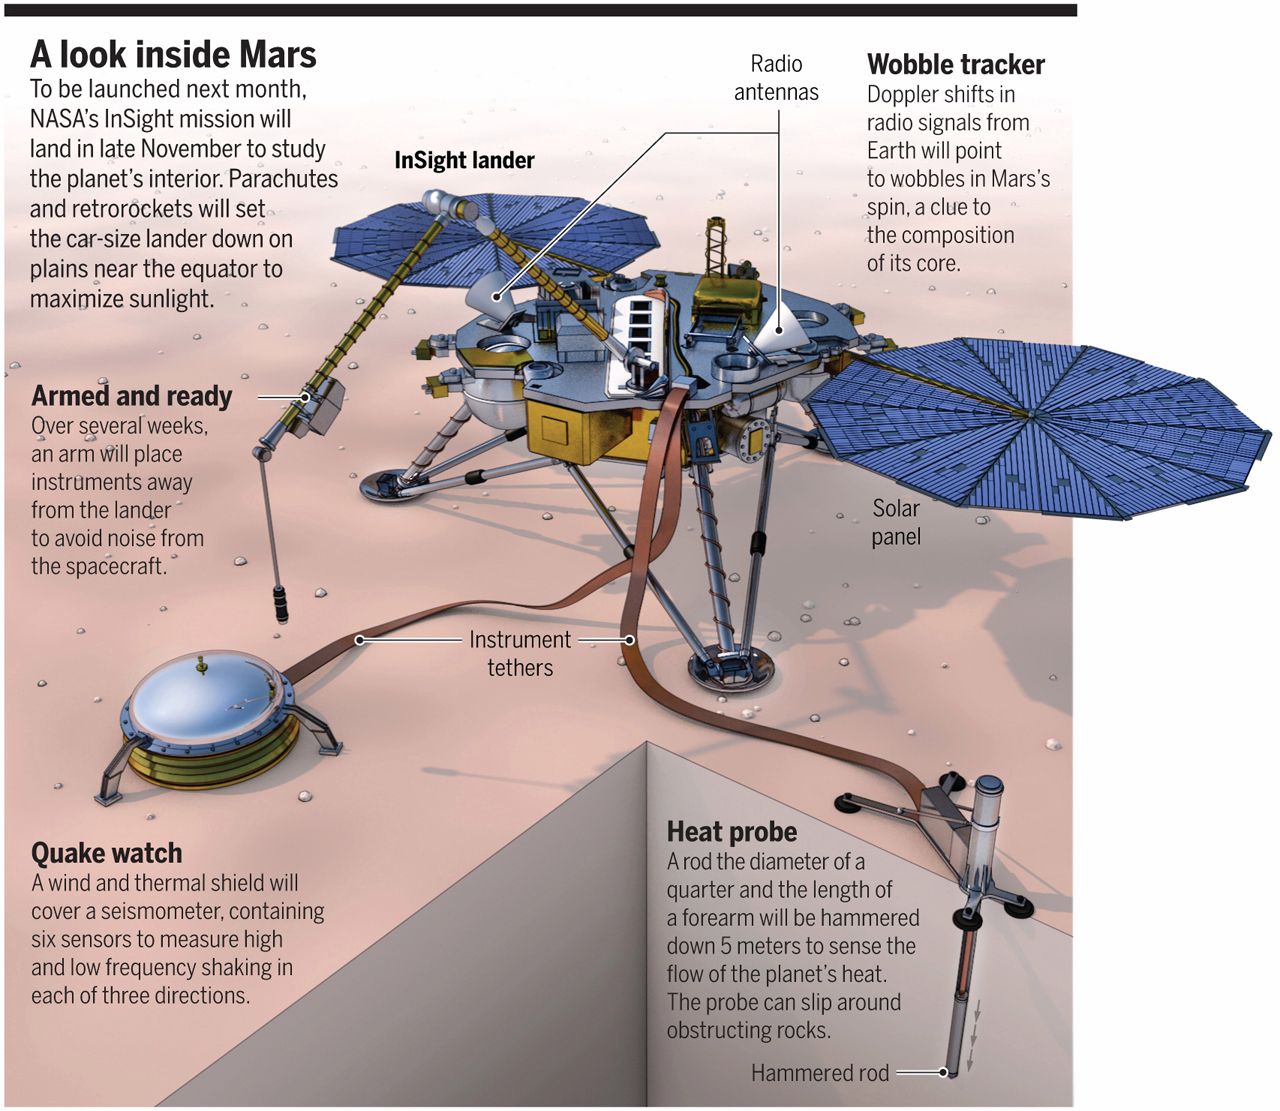 A look inside Mars
To be launched next month,
NASA's InSight mission will
land in late November to study
the planet's interior. Parachutes
and retrorockets will set
the car-size lander down on
plains near the equator to
maximize sunlight.
InSight lander
Radio
antennas
Wobble tracker
Doppler shifts in
radio signals from
Earth will point
to wobbles in Mars's
spin, a clue to
the composition
of its core.
Armed and ready
Over several weeks,
an arm will place
instruments away
from the lander
to avoid noise from
the spacecraft.
Solar
panel
Instrument
tethers
Quake watch
A wind and thermal shield will
cover a seismometer, containing
six sensors to measure high
and low frequency shaking in
each of three directions.
Heat probe
A rod the diameter of a
quarter and the length of
a forearm will be hammered
down 5 meters to sense the
flow of the planet's heat.
The probe can slip around
obstructing rocks.
Hammered rod